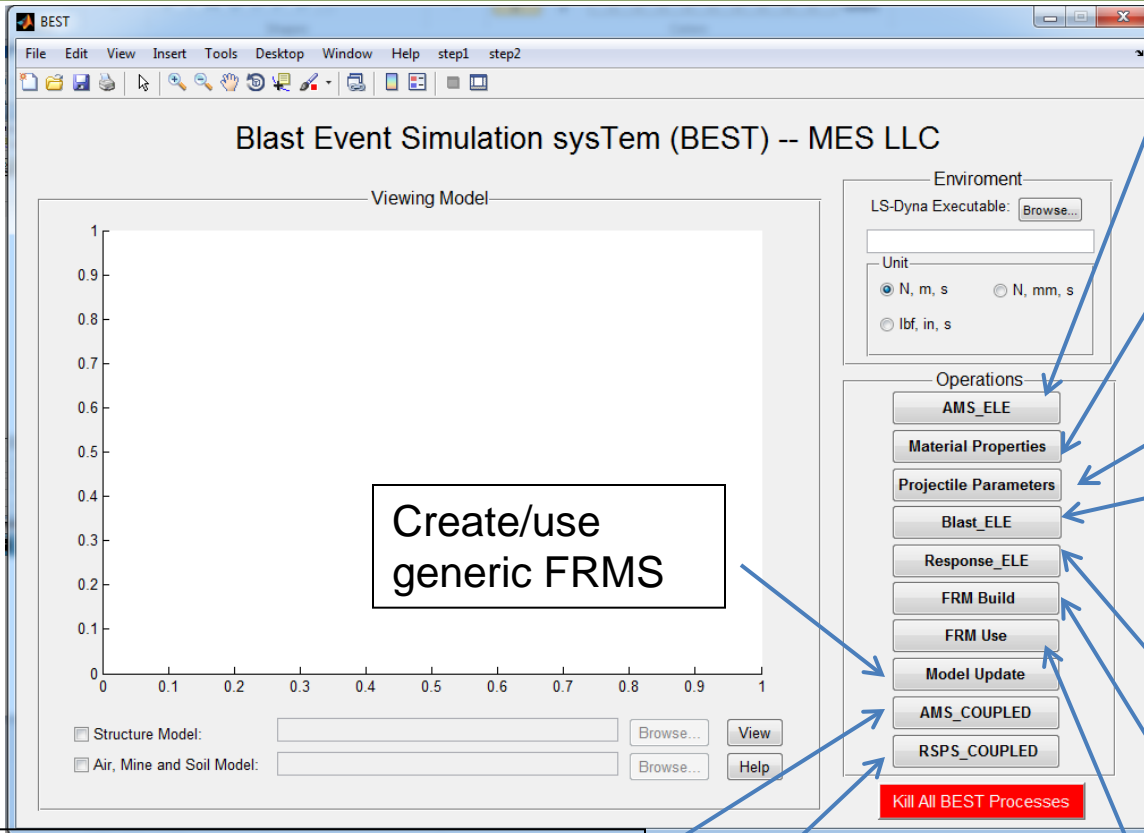 BEST
File Edit View Insert Tools Desktop Window Help step1 step2
Blast Event Simulation sysTem (BEST) -- MES LLC
Viewing Model
1
0.9
0.8
0.7
0.6
0.5
0.4
0.3
0.2
0.1
0
0 0.1 0.2 0.3 0.4 0.5 0.6 0.7 0.8 0.9 1
Create/use
generic FRMS
Structure Model: Browse... View
Air, Mine and Soil Model: Browse... Help
Enviroment
LS-Dyna Executable: Browse...
Unit
N, m, s N, mm, s
lbf, in, s
Operations
AMS_ELE
Material Properties
Projectile Parameters
Blast_ELE
Response_ELE
FRM Build
FRM Use
Model Update
AMS_COUPLED
RSPS_COUPLED
Kill All BEST Processes